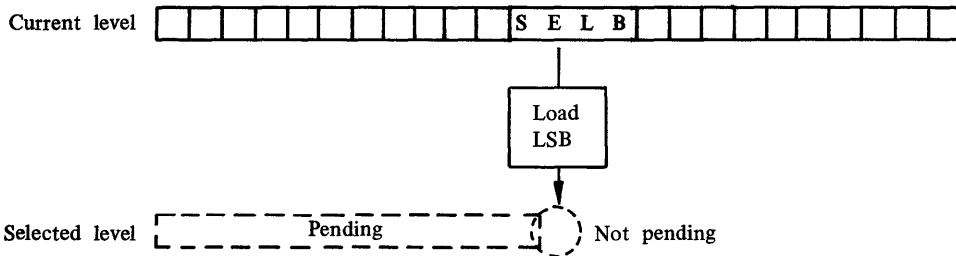 Current level
S E L B
Load
LSB
Selected level
Pending
Not pending